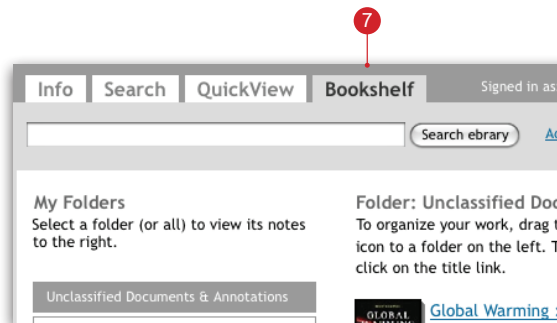 7
Info Search QuickView Bookshelf Signed in as
Search ebrary
My Folders
Select a folder (or all) to view its notes
to the right.
Unclassified Documents & Annotations
Folder: Unclassified Doc
To organize your work, drag t
icon to a folder on the left. T
click on the title link.
GLOBAL
WARMING
Global Warming